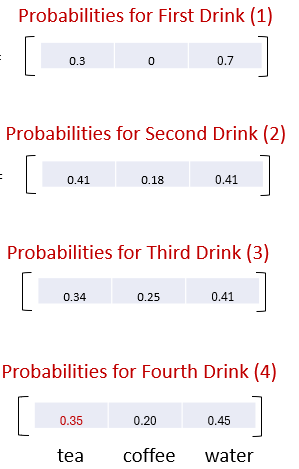 Probabilities for First Drink (1)
= 0.3 0 0.7
Probabilities for Second Drink (2)
= 0.41 0.18 0.41
Probabilities for Third Drink (3)
0.34 0.25 0.41
Probabilities for Fourth Drink (4)
0.35 0.20 0.45
tea coffee water